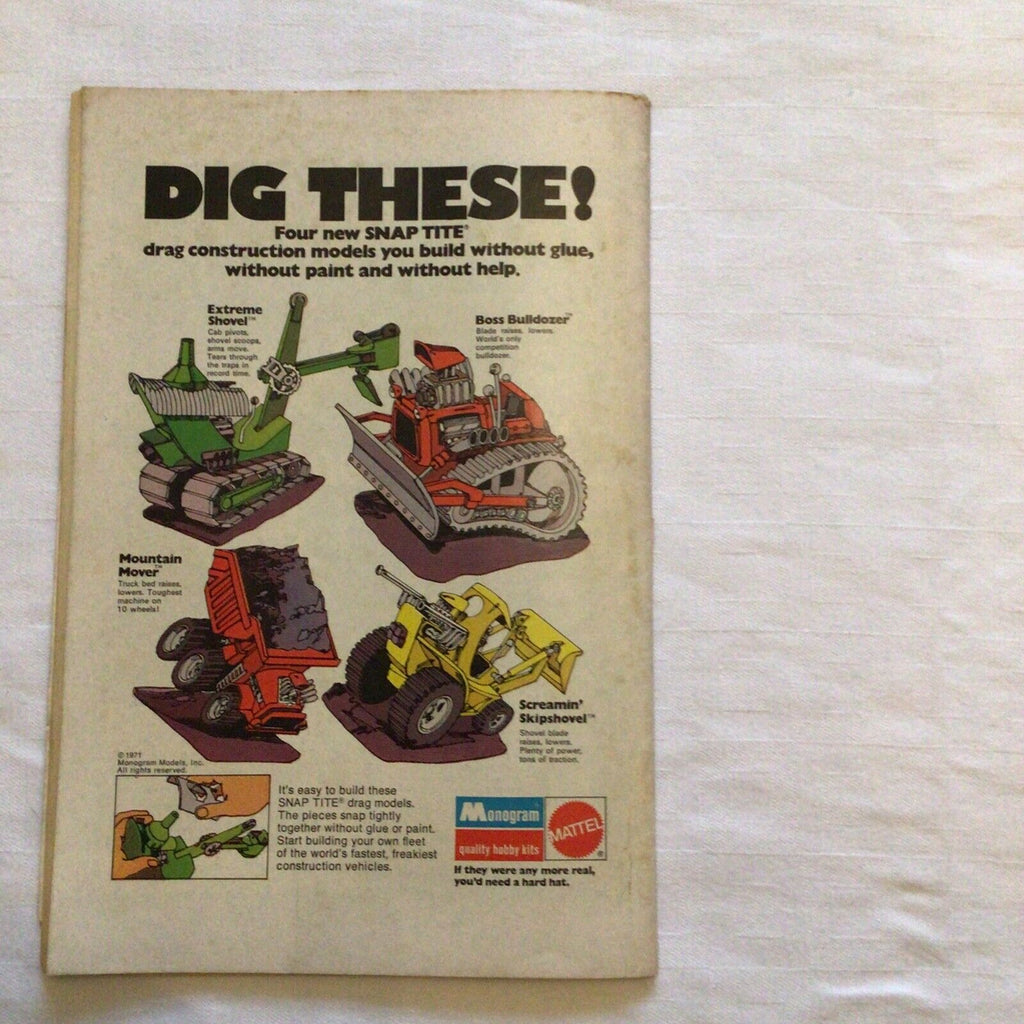 DIG THESE!
Four new SNAP TITE®
drag construction models you build without glue,
without paint and without help.
Extreme
Shovel™
Cab pivots,
shovel scoops,
arms move.
Tears through
the traps in
record time.
Boss Bulldozer™
Blade raises, lowers.
World's only
competition
bulldozer.
Mountain
Mover™
Truck bed raises,
lowers. Toughest
machine on
10 wheels!
Screamin'
Skipshovel™
Shovel blade
raises, lowers.
Plenty of power,
tons of traction.
© 1977
Monogram Models, Inc.
All rights reserved.
It's easy to build these
SNAP TITE® drag models.
The pieces snap tightly
together without glue or paint.
Start building your own fleet
of the world's fastest, freakiest
construction vehicles.
Monogram®
quality hobby kits
MATTEL®
If they were any more real,
you'd need a hard hat.